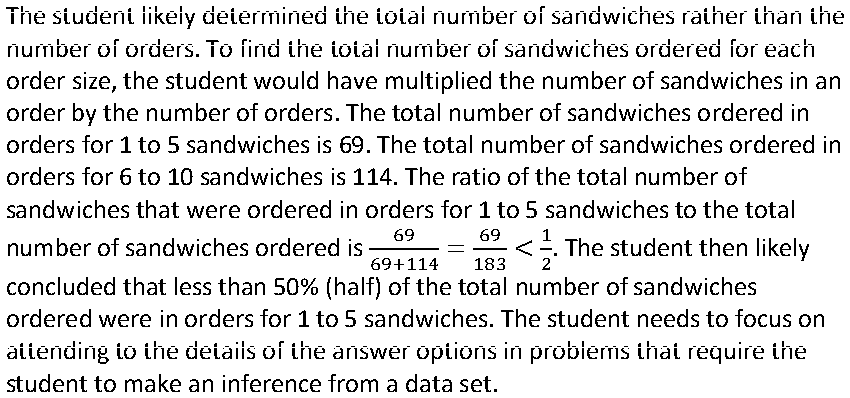 The student likely determined the total number of sandwiches rather than the
number of orders. To find the total number of sandwiches ordered for each
order size, the student would have multiplied the number of sandwiches in an
order by the number of orders. The total number of sandwiches ordered in
orders for 1 to 5 sandwiches is 69. The total number of sandwiches ordered in
orders for 6 to 10 sandwiches is 114. The ratio of the total number of
sandwiches that were ordered in orders for 1 to 5 sandwiches to the total
number of sandwiches ordered is 69/(69+114) = 69/183 < 1/2. The student then likely
concluded that less than 50% (half) of the total number of sandwiches
ordered were in orders for 1 to 5 sandwiches. The student needs to focus on
attending to the details of the answer options in problems that require the
student to make an inference from a data set.